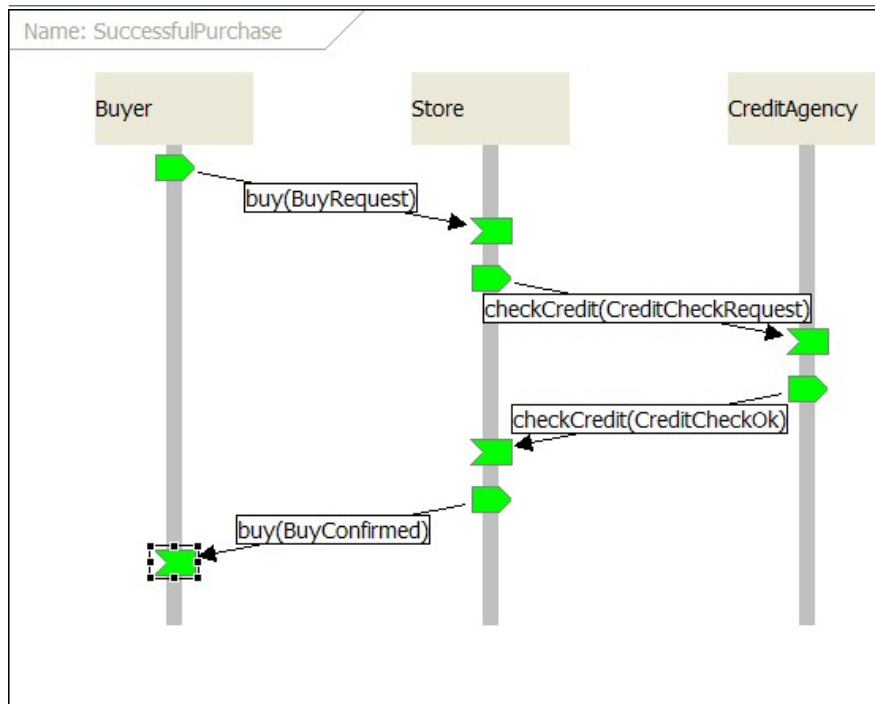 Name: SuccessfulPurchase
Buyer
Store
CreditAgency
buy(BuyRequest)
checkCredit(CreditCheckRequest)
checkCredit(CreditCheckOk)
buy(BuyConfirmed)